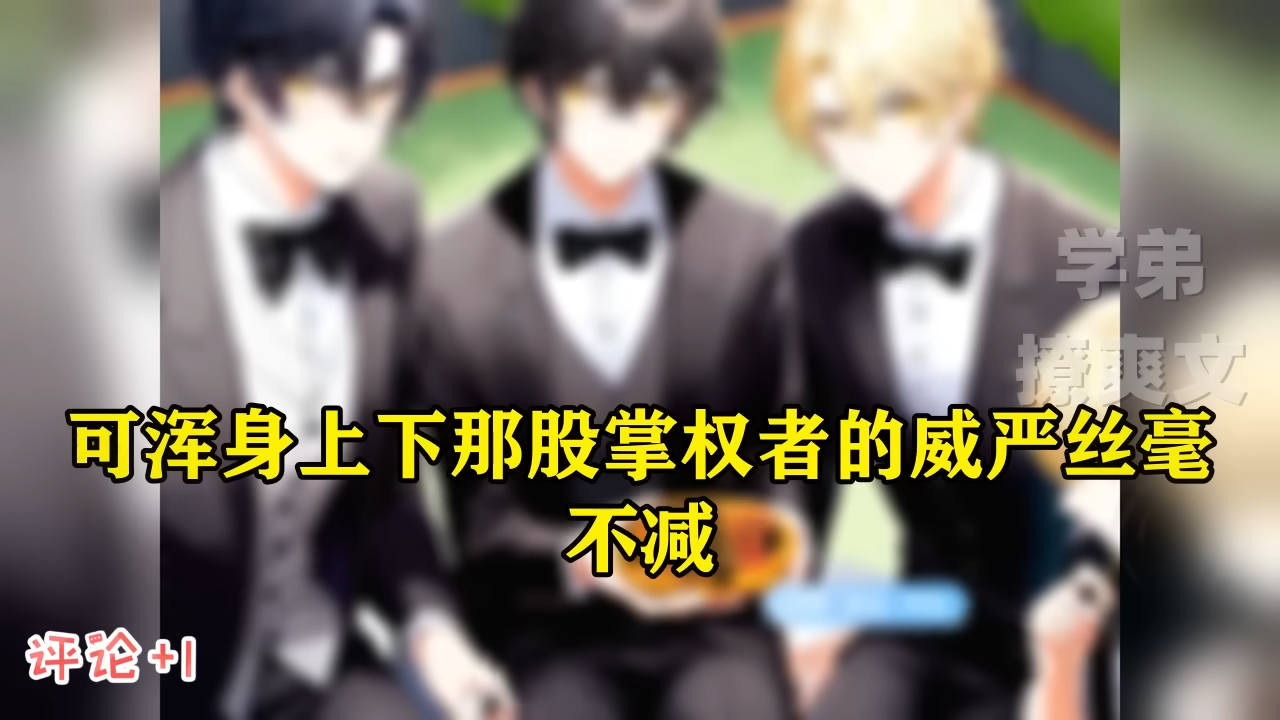 学弟
撩爽文
可浑身上下那股掌权者的威严丝毫
不减
评论+1